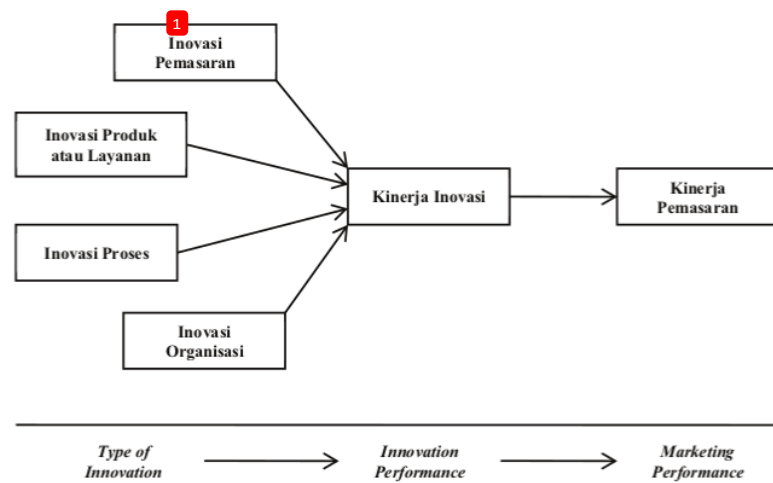 1
Inovasi
Pemasaran
Inovasi Produk
atau Layanan
Kinerja Inovasi
Kinerja
Pemasaran
Inovasi Proses
Inovasi
Organisasi
Type of
Innovation
Innovation
Performance
Marketing
Performance